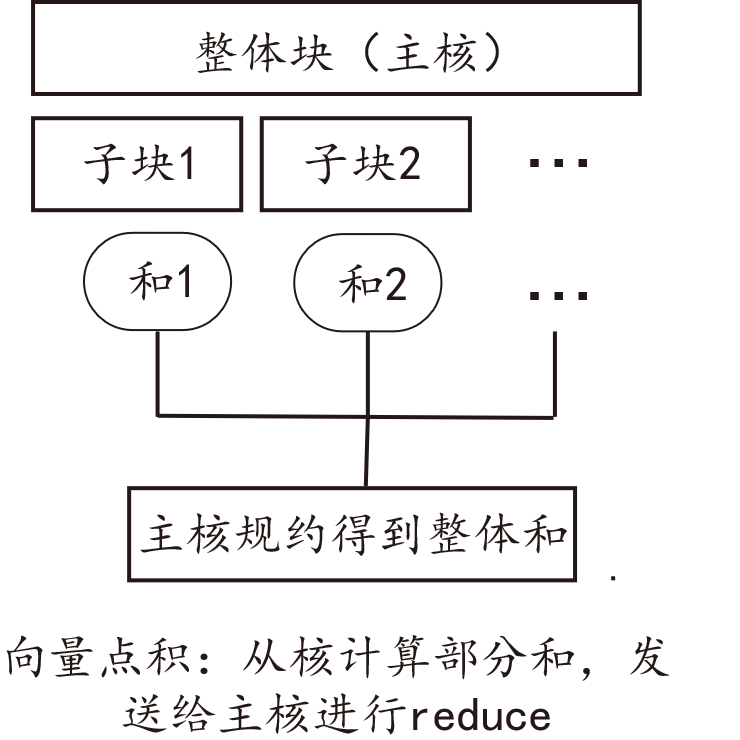 整体块（主核）
子块1 子块2 ...
和1 和2 ...
主核规约得到整体和
.
向量点积：从核计算部分和，发
送给主核进行reduce